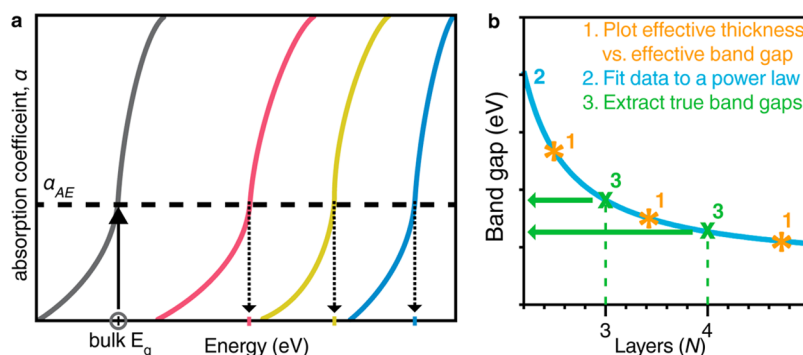 a
absorption coefficeint, α
α_AE
bulk E_g
Energy (eV)
b
1. Plot effective thickness
vs. effective band gap
2. Fit data to a power law
3. Extract true band gaps
2
1
3
1
3
1
Band gap (eV)
3
4
Layers (N)